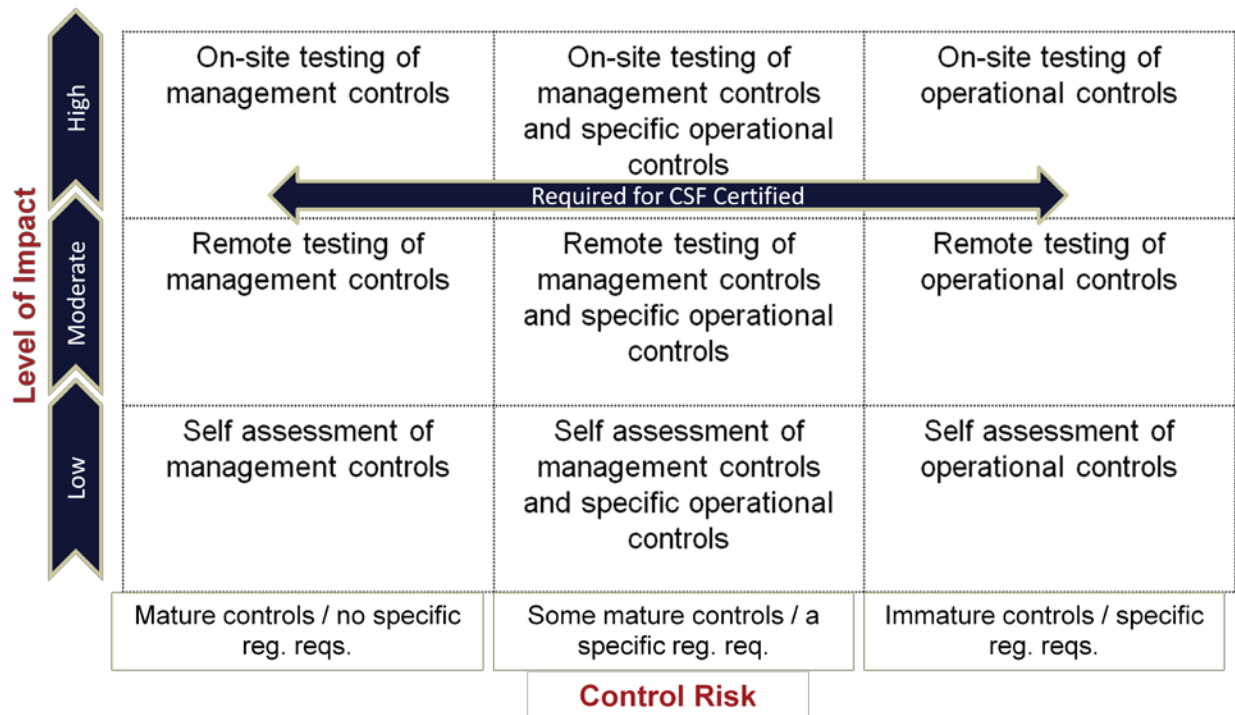 Level of Impact
High
On-site testing of
management controls
On-site testing of
management controls
and specific operational
controls
On-site testing of
operational controls
Required for CSF Certified
Moderate
Remote testing of
management controls
Remote testing of
management controls
and specific operational
controls
Remote testing of
operational controls
Low
Self assessment of
management controls
Self assessment of
management controls
and specific operational
controls
Self assessment of
operational controls
Mature controls / no specific
reg. reqs.
Some mature controls / a
specific reg. req.
Immature controls / specific
reg. reqs.
Control Risk